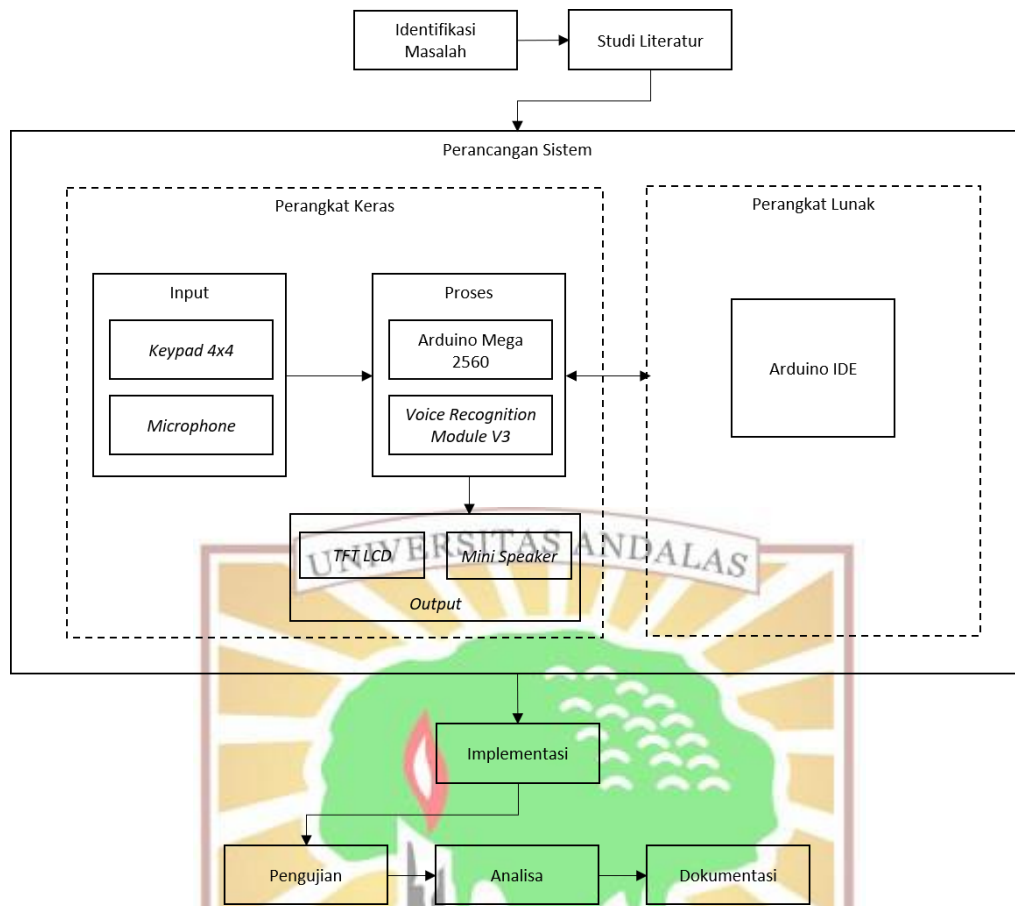 Identifikasi
Masalah
Studi Literatur
Perancangan Sistem
Perangkat Keras
Perangkat Lunak
Input
Proses
Keypad 4x4
Arduino Mega
2560
Microphone
Voice Recognition
Module V3
Arduino IDE
UNIVERSITAS ANDALAS
TFT LCD
Mini Speaker
Output
Implementasi
Pengujian
Analisa
Dokumentasi